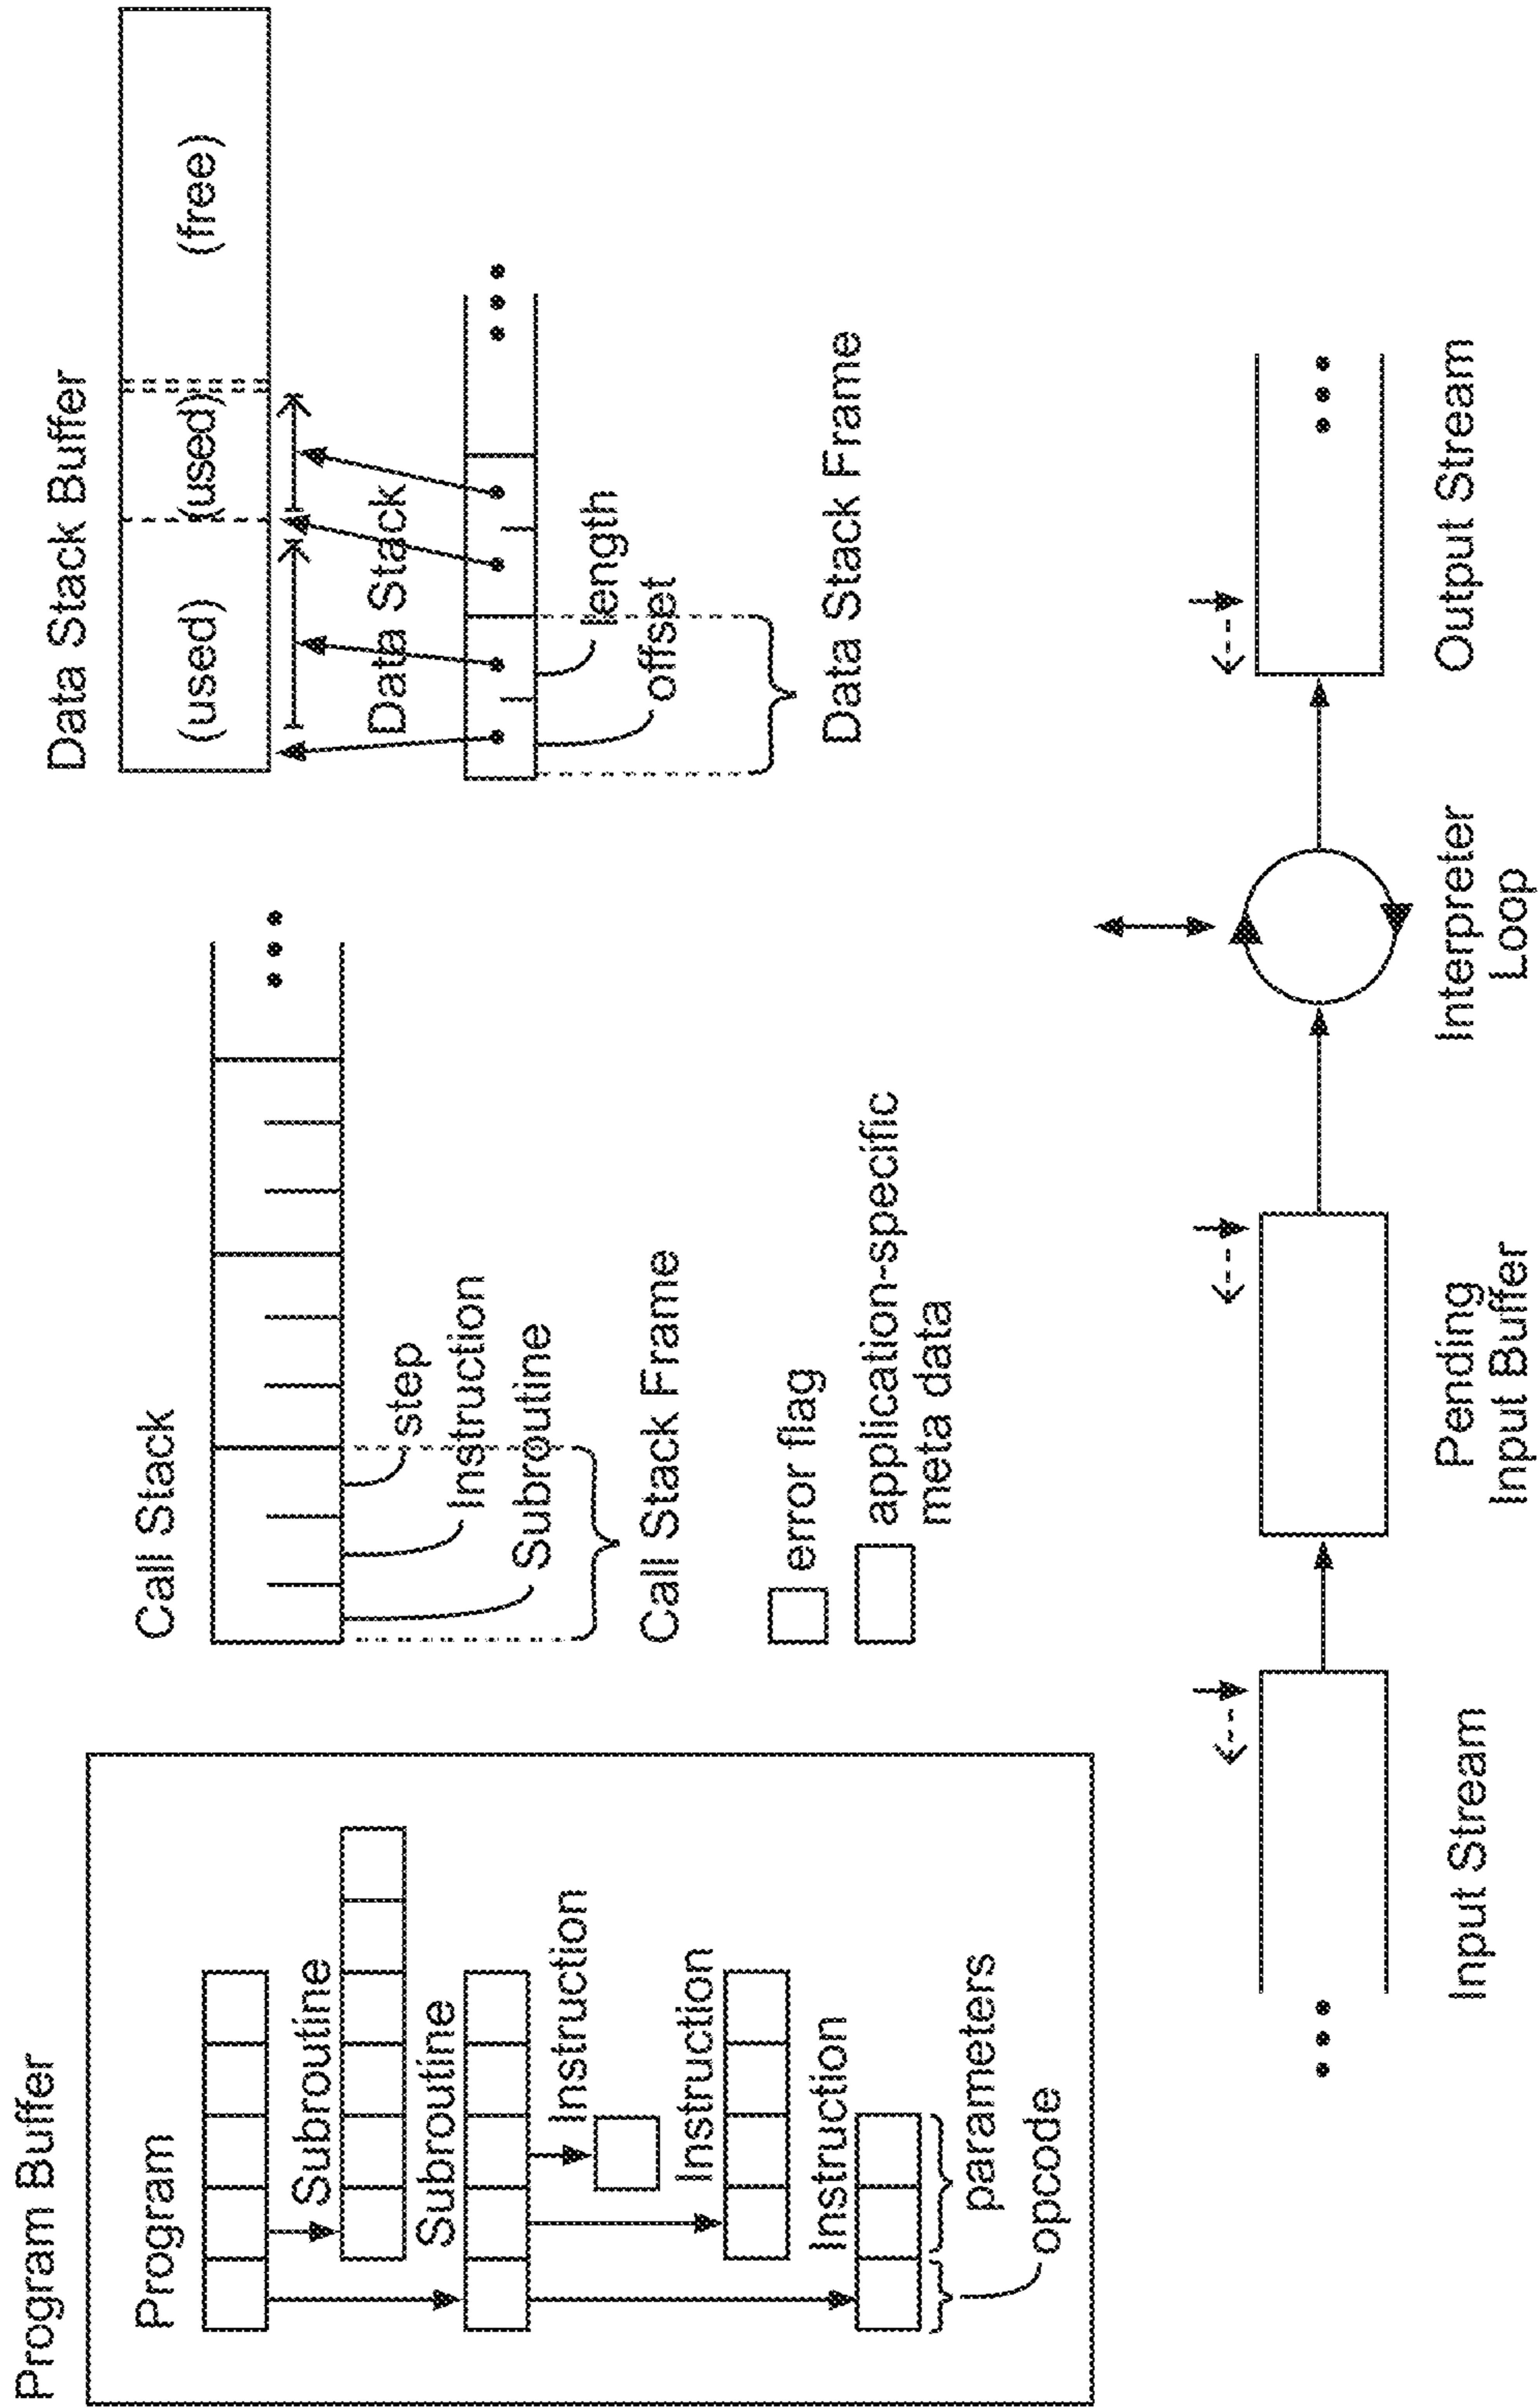 Program Buffer
Program
Subroutine
Subroutine
Instruction
Instruction
Instruction
parameters
opcode
Call Stack
step
Instruction
Subroutine
Call Stack Frame
error flag
application-specific
meta data
Data Stack Buffer
(used)
(used)
(free)
Data Stack
length
offset
Data Stack Frame
Input Stream
Pending
Input Buffer
Interpreter
Loop
Output Stream